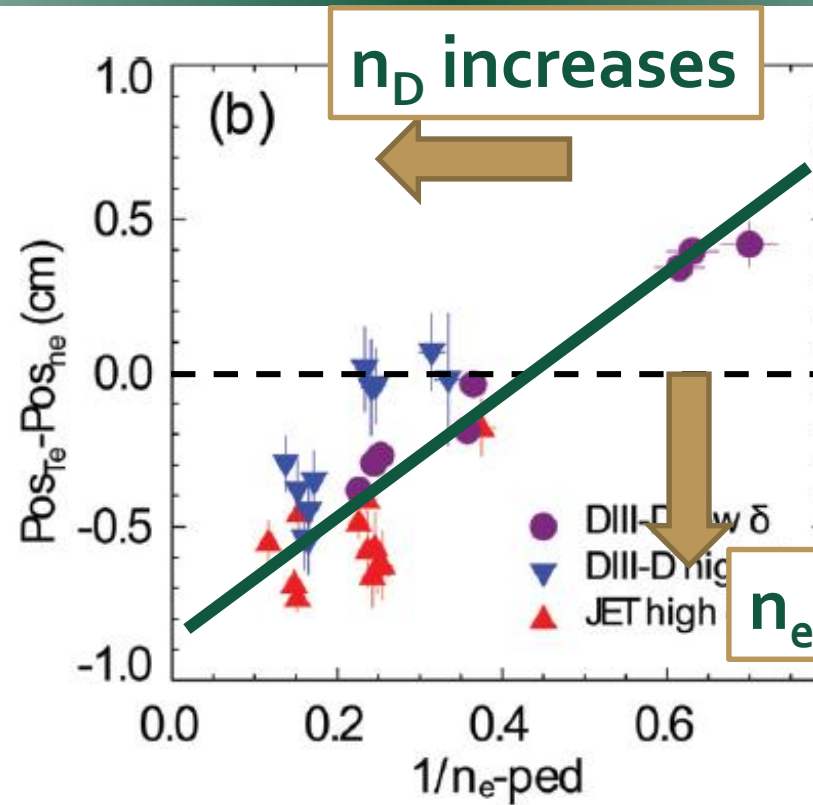 n_D increases
(b)
1.0
0.5
0.0
-0.5
-1.0
Pos_Te-Pos_ne (cm)
DIII-D w δ
DIII-D hig
JET high
n_e
0.0 0.2 0.4 0.6
1/n_e-ped